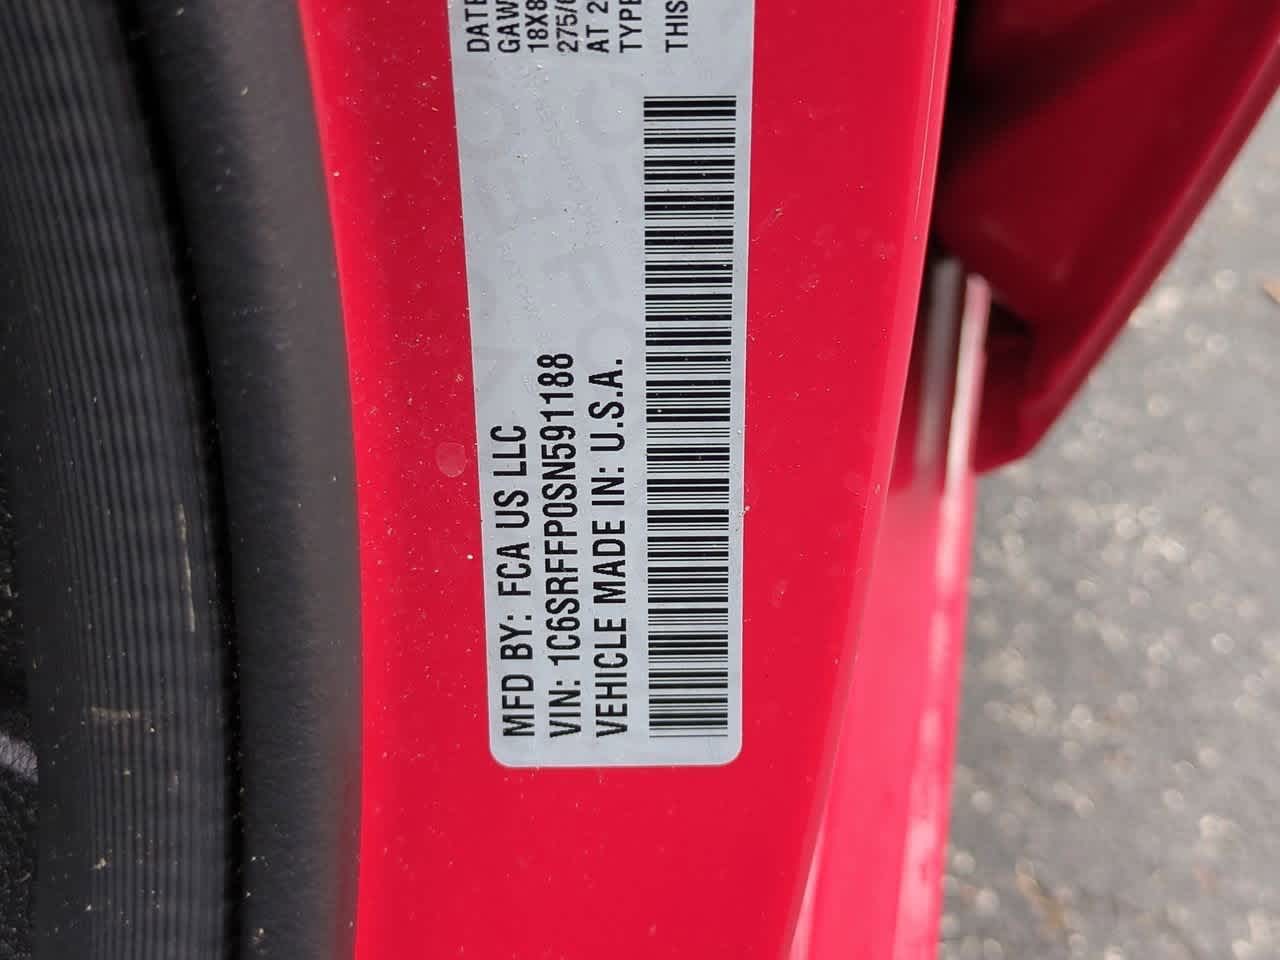 MFD BY: FCA US LLC
VIN: 1C6SRFFP0SN591188
VEHICLE MADE IN: U.S.A.
DATE
GAW
18X8
275/
AT 2
TYPE
THIS